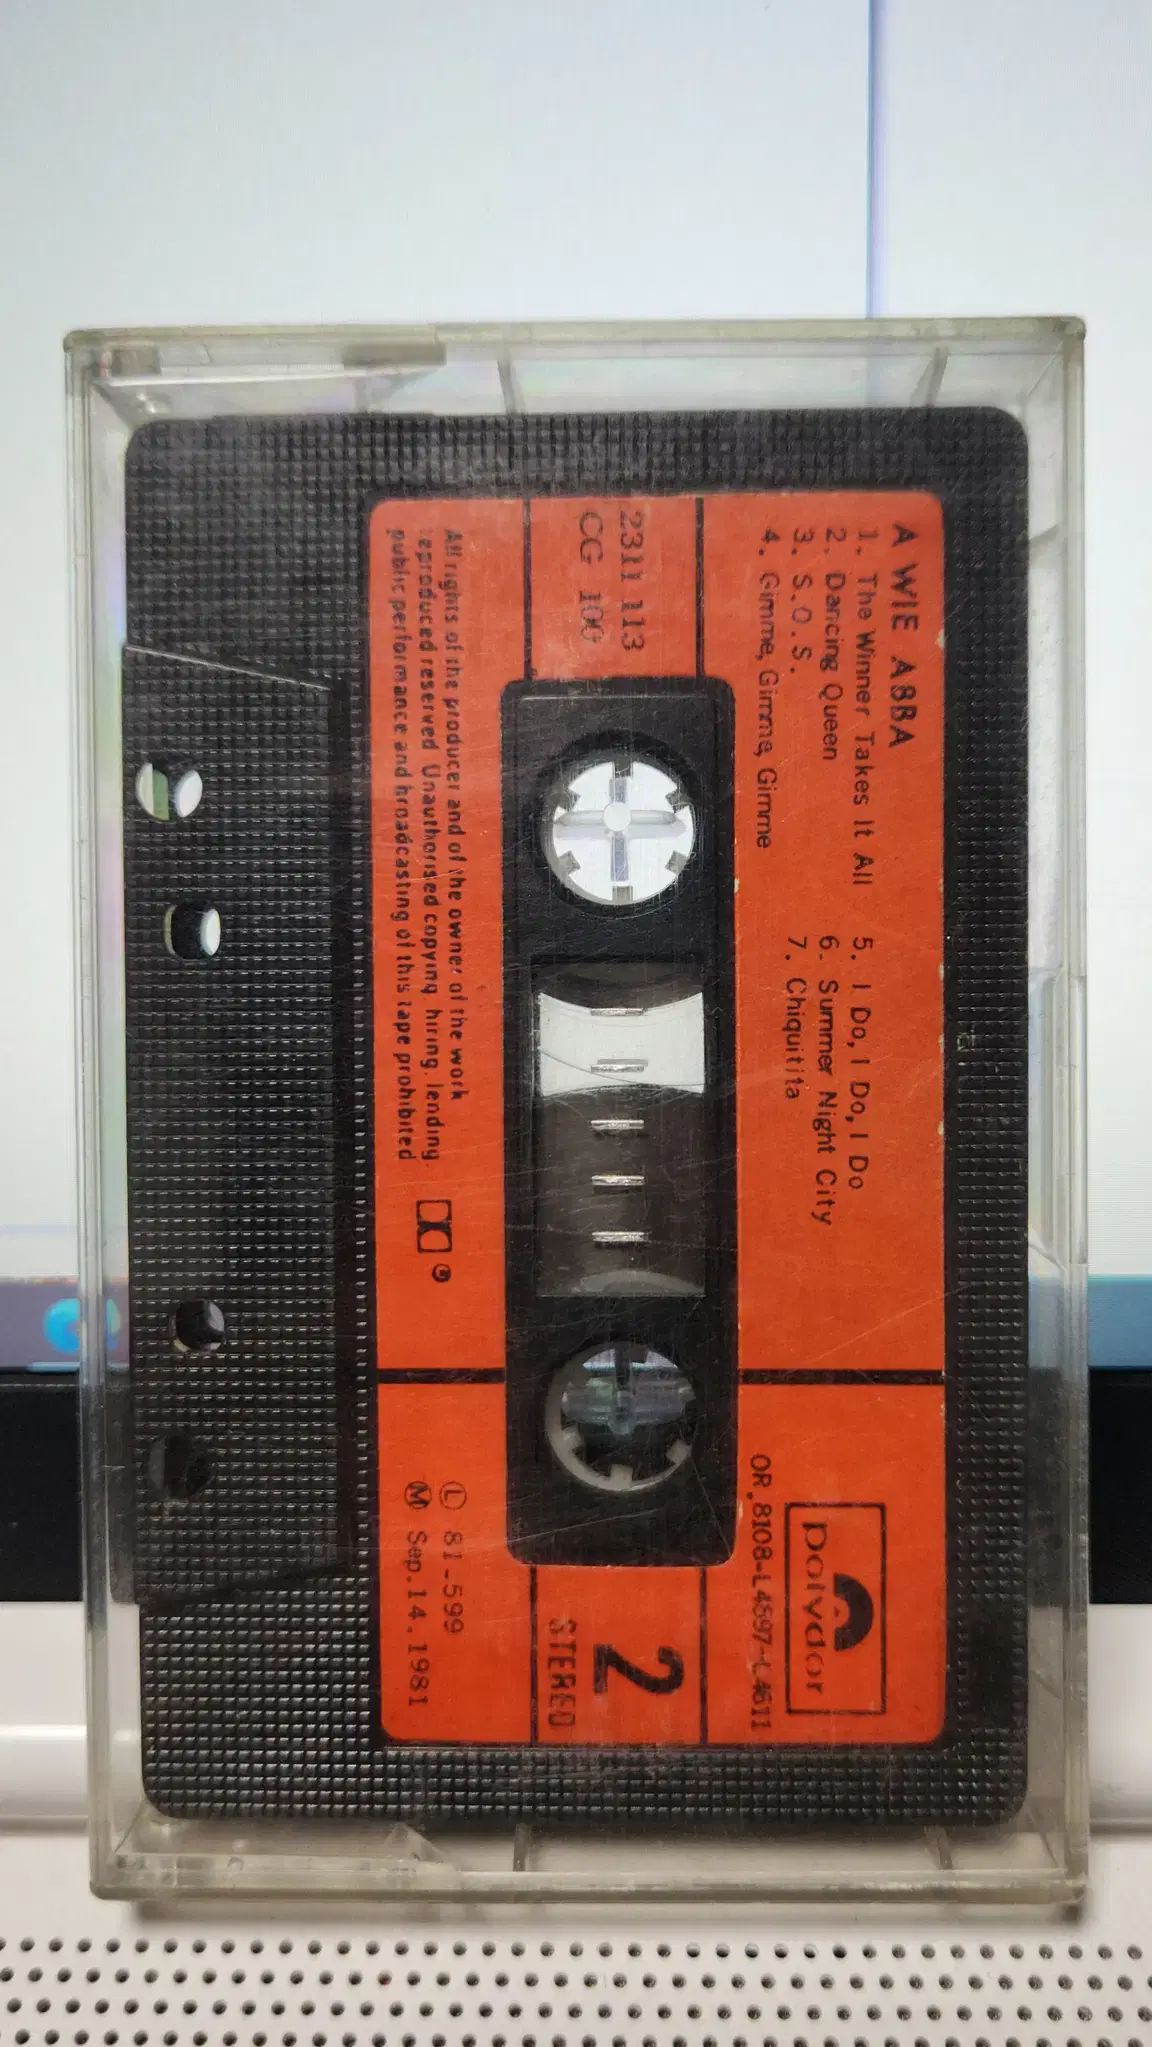 A WIE ABBA
1. The Winner Takes It All
2. Dancing Queen
3. S.O.S.
4. Gimme, Gimme, Gimme
5. I Do, I Do, I Do
6. Summer Night City
7. Chiquitita
polydor
OR.8108-L4597-L4611
2311 113
CG 100
2
STEREO
All rights of the producer and of the owner of the work
reproduced reserved Unauthorised copying. hiring. lending.
public performance and broadcasting of this tape prohibited
Ⓛ 81-599
Ⓜ Sep.14.1981